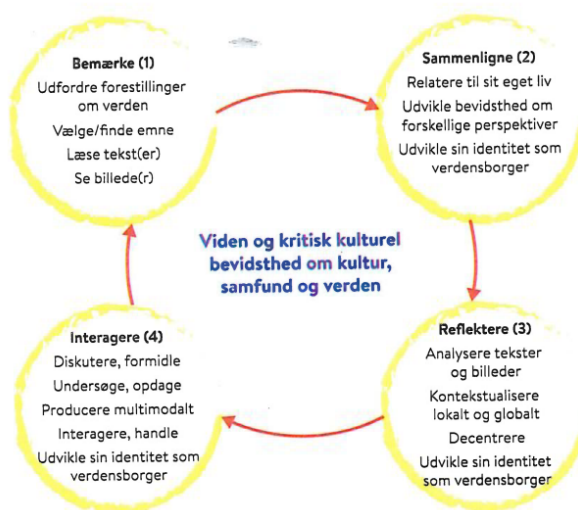 Bemærke (1)
Udfordre forestillinger
om verden
Vælge/finde emne
Læse tekst(er)
Se billede(r)
Sammenligne (2)
Relatere til sit eget liv
Udvikle bevidsthed om
forskellige perspektiver
Udvikle sin identitet som
verdensborger
Viden og kritisk kulturel
bevidsthed om kultur,
samfund og verden
Reflektere (3)
Analysere tekster
og billeder
Kontekstualisere
lokalt og globalt
Decentrere
Udvikle sin identitet
som verdensborger
Interagere (4)
Diskutere, formidle
Undersøge, opdage
Producere multimodalt
Interagere, handle
Udvikle sin identitet som
verdensborger